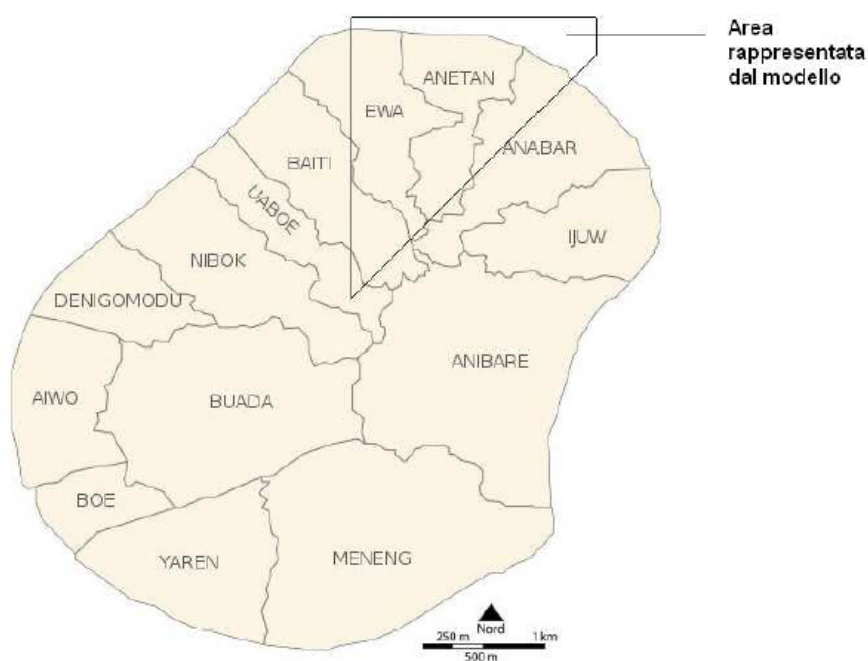 Area
rappresentata
dal modello
ANETAN
EWA
ANABAR
BAITI
UABOE
IJUW
NIBOK
DENIGOMODU
ANIBARE
AIWO
BUADA
BOE
YAREN
MENENG
Nord
250 m 1 km
500 m